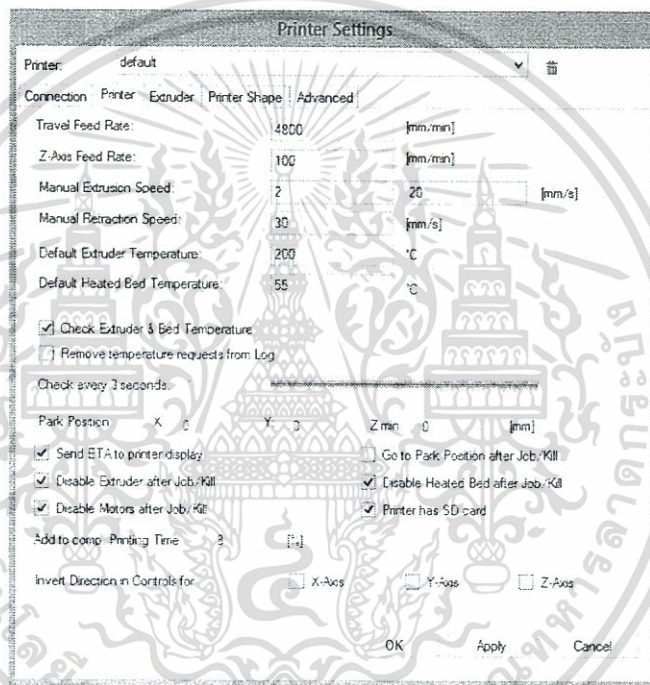 Printer Settings
Printer: default
Connection Printer Extruder Printer Shape Advanced
Travel Feed Rate: 4800 [mm/min]
Z-Axis Feed Rate: 100 [mm/min]
Manual Extrusion Speed: 2 20 [mm/s]
Manual Retraction Speed: 30 [mm/s]
Default Extruder Temperature: 200 °C
Default Heated Bed Temperature: 55 °C
Check Extruder & Bed Temperature
Remove temperature requests from Log
Check every 3 seconds.
Park Position: X: 0 Y: 0 Z min: 0 [mm]
Send ETA to printer display Go to Park Position after Job/Kill
Disable Extruder after Job/Kill Disable Heated Bed after Job/Kill
Disable Motors after Job/Kill Printer has SD card
Add to comp. Printing Time 8 [%]
Invert Direction in Controls for X-Axis Y-Axis Z-Axis
OK Apply Cancel